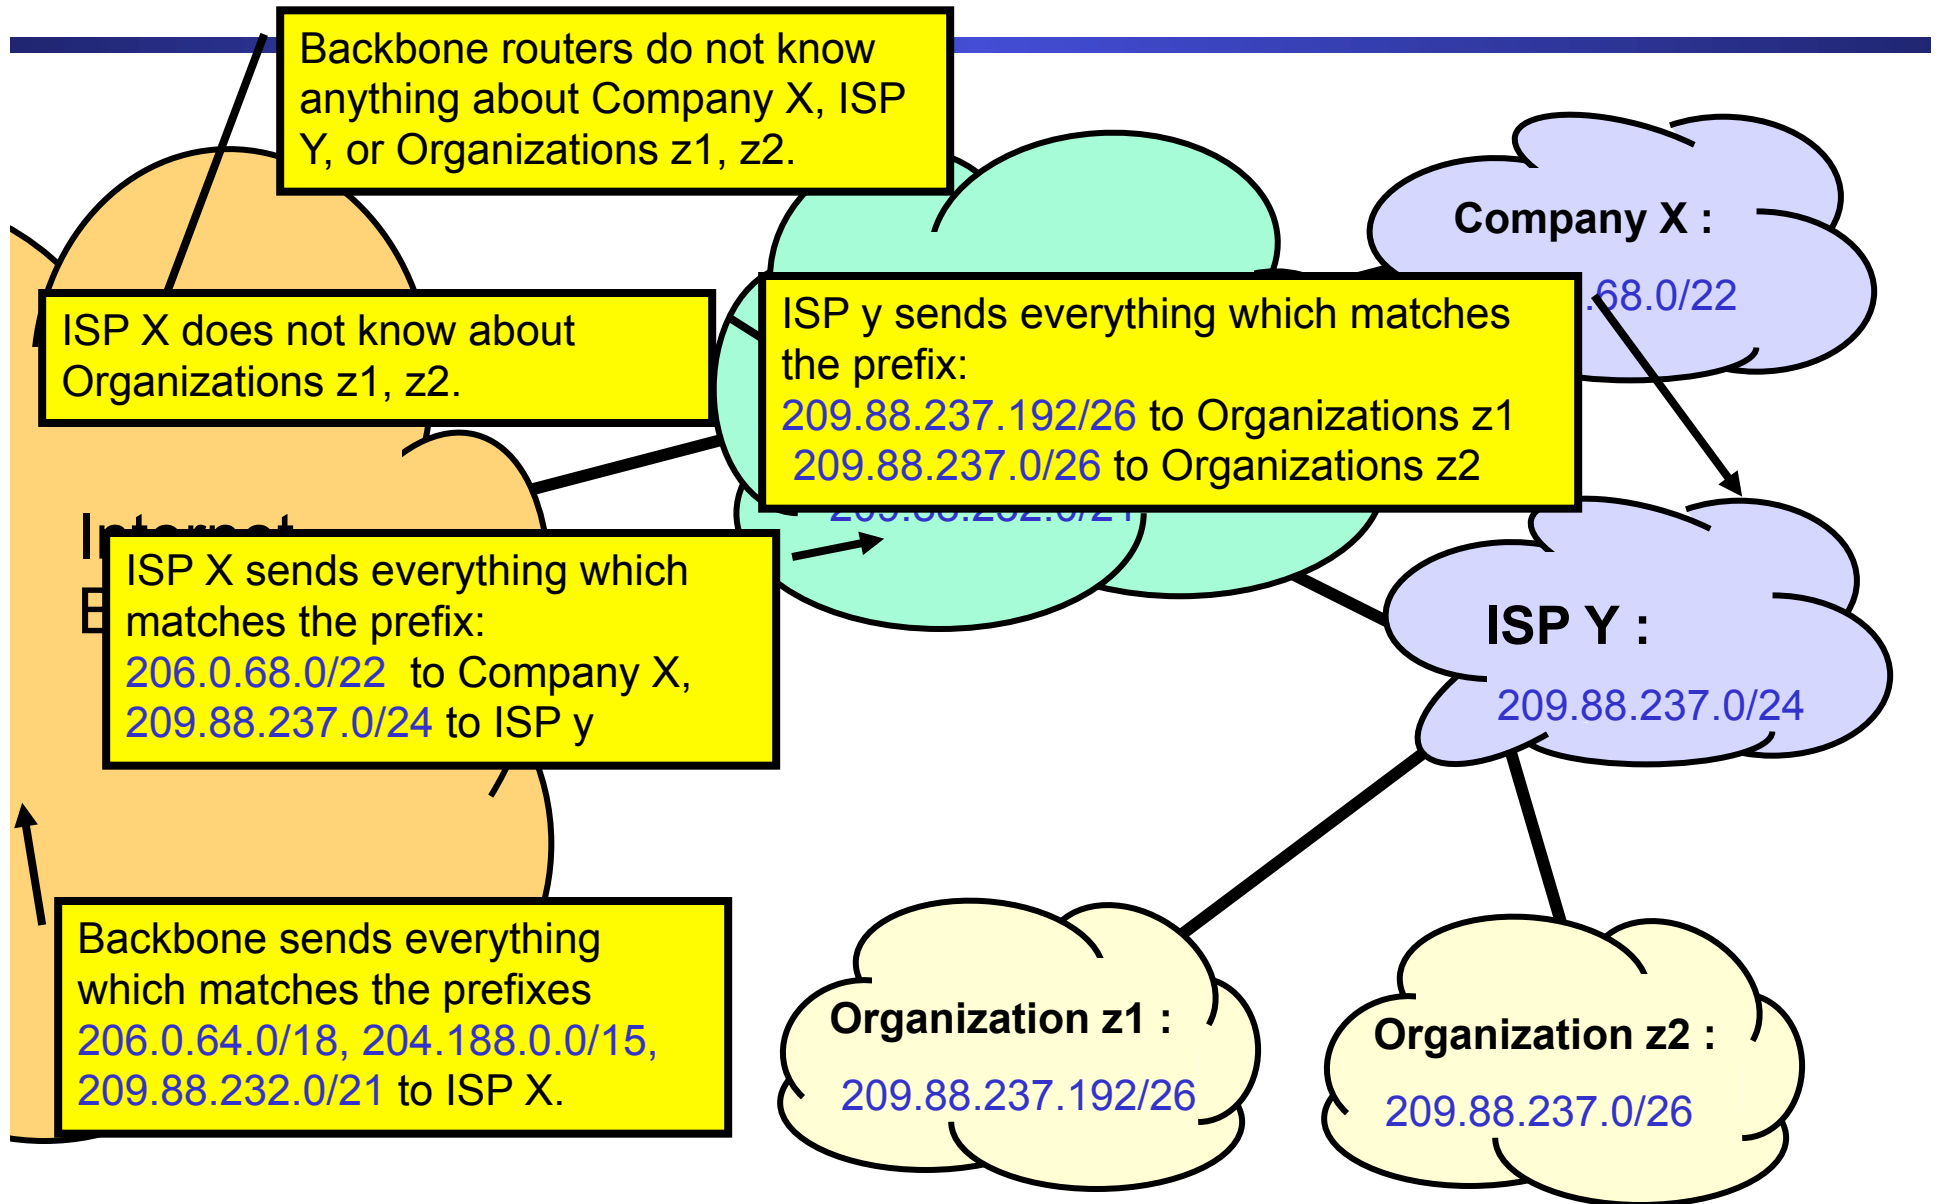 Backbone routers do not know
anything about Company X, ISP
Y, or Organizations z1, z2.
Company X :
.68.0/22
ISP X does not know about
Organizations z1, z2.
ISP y sends everything which matches
the prefix:
209.88.237.192/26 to Organizations z1
209.88.237.0/26 to Organizations z2
ISP X sends everything which
matches the prefix:
206.0.68.0/22 to Company X,
209.88.237.0/24 to ISP y
ISP Y :
209.88.237.0/24
Backbone sends everything
which matches the prefixes
206.0.64.0/18, 204.188.0.0/15,
209.88.232.0/21 to ISP X.
Organization z1 :
209.88.237.192/26
Organization z2 :
209.88.237.0/26